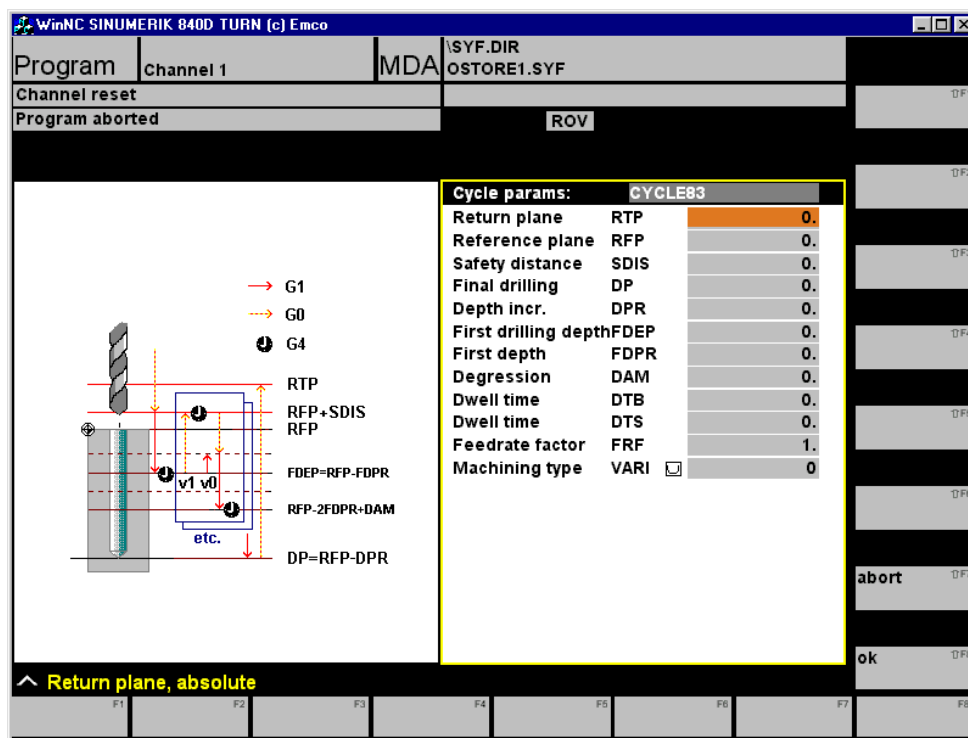 WinNC SINUMERIK 840D TURN (c) Emco
Program Channel 1 MDA \SYF.DIR
OSTORE1.SYF
Channel reset
Program aborted ROV
Cycle params: CYCLE83
Return plane RTP 0.
Reference plane RFP 0.
Safety distance SDIS 0.
Final drilling DP 0.
Depth incr. DPR 0.
First drilling depthFDEP 0.
First depth FDPR 0.
Degression DAM 0.
Dwell time DTB 0.
Dwell time DTS 0.
Feedrate factor FRF 1.
Machining type VARI 0
G1
G0
G4
RTP
RFP+SDIS
RFP
FDEP=RFP-FDPR
v1 v0
RFP-2FDPR+DAM
etc.
DP=RFP-DPR
abort
ok
Return plane, absolute
F1 F2 F3 F4 F5 F6 F7 F8